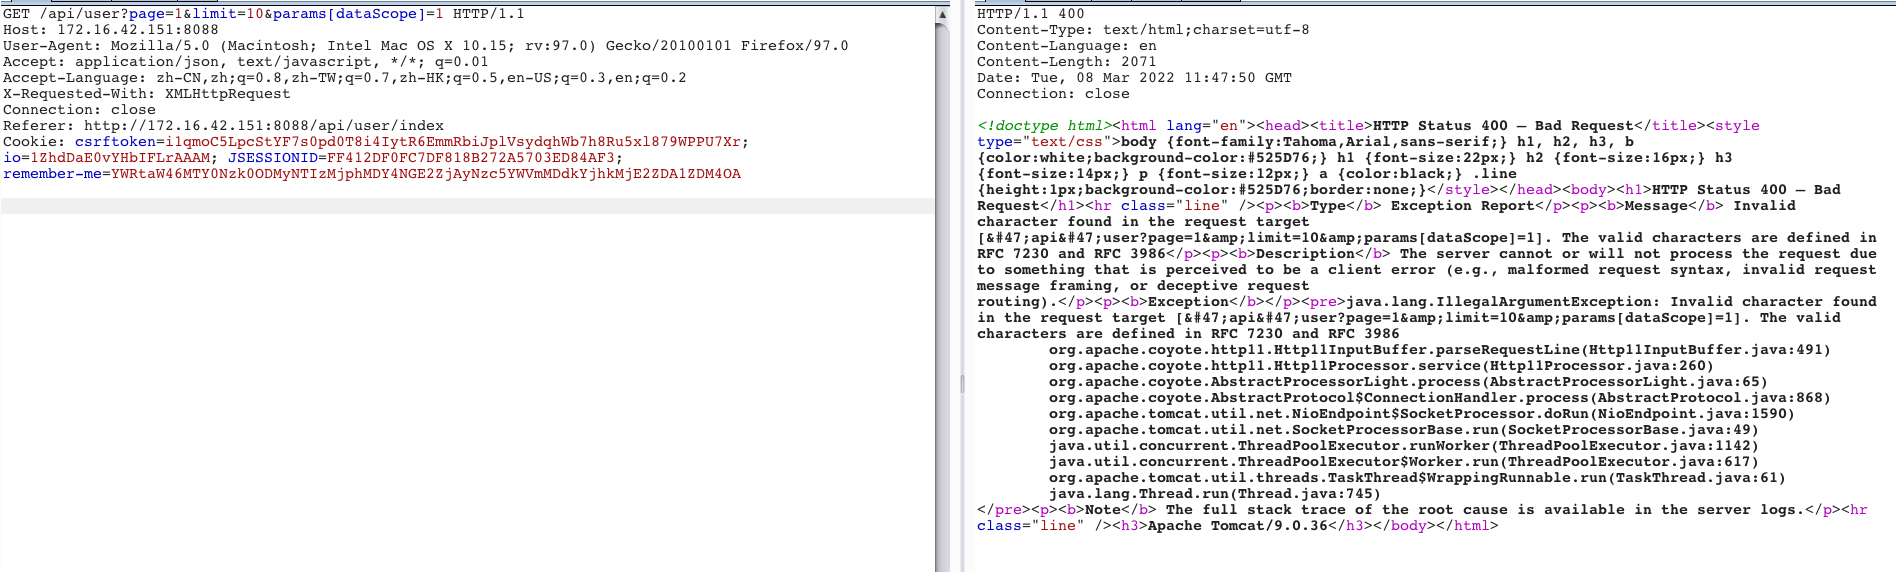 GET /api/user?page=1&limit=10&params[dataScope]=1 HTTP/1.1
Host: 172.16.42.151:8088
User-Agent: Mozilla/5.0 (Macintosh; Intel Mac OS X 10.15; rv:97.0) Gecko/20100101 Firefox/97.0
Accept: application/json, text/javascript, */*; q=0.01
Accept-Language: zh-CN,zh;q=0.8,zh-TW;q=0.7,zh-HK;q=0.5,en-US;q=0.3,en;q=0.2
X-Requested-With: XMLHttpRequest
Connection: close
Referer: http://172.16.42.151:8088/api/user/index
Cookie: csrftoken=i1qmoC5LpcStYF7s0pd0T8i4IytR6EmmRbiJplVsydqhWb7h8Ru5xl879WPPU7Xr;
io=1ZhdDaE0vYHbIFLrAAAM; JSESSIONID=FF412DF0FC7DF818B272A5703ED84AF3;
remember-me=YWRtaW46MTY0Nzk0ODMyNTIzMjphMDY4NGE2ZjAyNzc5YWVmMDdkYjhkMjE2ZDA1ZDM4OA
HTTP/1.1 400
Content-Type: text/html;charset=utf-8
Content-Language: en
Content-Length: 2071
Date: Tue, 08 Mar 2022 11:47:50 GMT
Connection: close
<!doctype html><html lang="en"><head><title>HTTP Status 400 – Bad Request</title><style
type="text/css">body {font-family:Tahoma,Arial,sans-serif;} h1, h2, h3, b
{color:white;background-color:#525D76;} h1 {font-size:22px;} h2 {font-size:16px;} h3
{font-size:14px;} p {font-size:12px;} a {color:black;} .line
{height:1px;background-color:#525D76;border:none;}</style></head><body><h1>HTTP Status 400 – Bad
Request</h1><hr class="line" /><p><b>Type</b> Exception Report</p><p><b>Message</b> Invalid
character found in the request target
[&#47;api&#47;user?page=1&amp;limit=10&amp;params[dataScope]=1]. The valid characters are defined in
RFC 7230 and RFC 3986</p><p><b>Description</b> The server cannot or will not process the request due
to something that is perceived to be a client error (e.g., malformed request syntax, invalid request
message framing, or deceptive request
routing).</p><p><b>Exception</b></p><pre>java.lang.IllegalArgumentException: Invalid character found
in the request target [&#47;api&#47;user?page=1&amp;limit=10&amp;params[dataScope]=1]. The valid
characters are defined in RFC 7230 and RFC 3986
org.apache.coyote.http11.Http11InputBuffer.parseRequestLine(Http11InputBuffer.java:491)
org.apache.coyote.http11.Http11Processor.service(Http11Processor.java:260)
org.apache.coyote.AbstractProcessorLight.process(AbstractProcessorLight.java:65)
org.apache.coyote.AbstractProtocol$ConnectionHandler.process(AbstractProtocol.java:868)
org.apache.tomcat.util.net.NioEndpoint$SocketProcessor.doRun(NioEndpoint.java:1590)
org.apache.tomcat.util.net.SocketProcessorBase.run(SocketProcessorBase.java:49)
java.util.concurrent.ThreadPoolExecutor.runWorker(ThreadPoolExecutor.java:1142)
java.util.concurrent.ThreadPoolExecutor$Worker.run(ThreadPoolExecutor.java:617)
org.apache.tomcat.util.threads.TaskThread$WrappingRunnable.run(TaskThread.java:61)
java.lang.Thread.run(Thread.java:745)
</pre><p><b>Note</b> The full stack trace of the root cause is available in the server logs.</p><hr
class="line" /><h3>Apache Tomcat/9.0.36</h3></body></html>